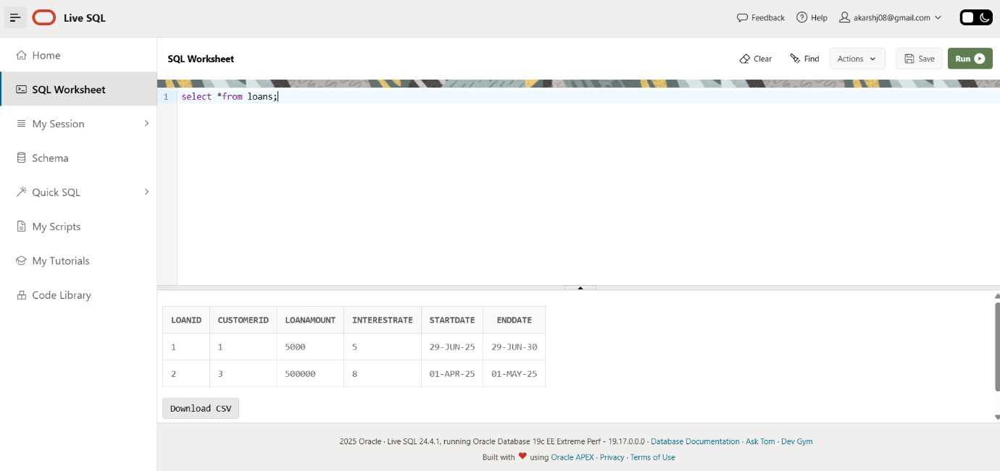 Live SQL
Feedback Help akarshj08@gmail.com
Home
SQL Worksheet
My Session
Schema
Quick SQL
My Scripts
My Tutorials
Code Library
SQL Worksheet
Clear Find Actions Save Run
1 select *from loans;
LOANID CUSTOMERID LOANAMOUNT INTERESTRATE STARTDATE ENDDATE
1 1 5000 5 29-JUN-25 29-JUN-30
2 3 500000 8 01-APR-25 01-MAY-25
Download CSV
2025 Oracle · Live SQL 24.4.1, running Oracle Database 19c EE Extreme Perf - 19.17.0.0.0 · Database Documentation · Ask Tom · Dev Gym
Built with ❤ using Oracle APEX · Privacy · Terms of Use